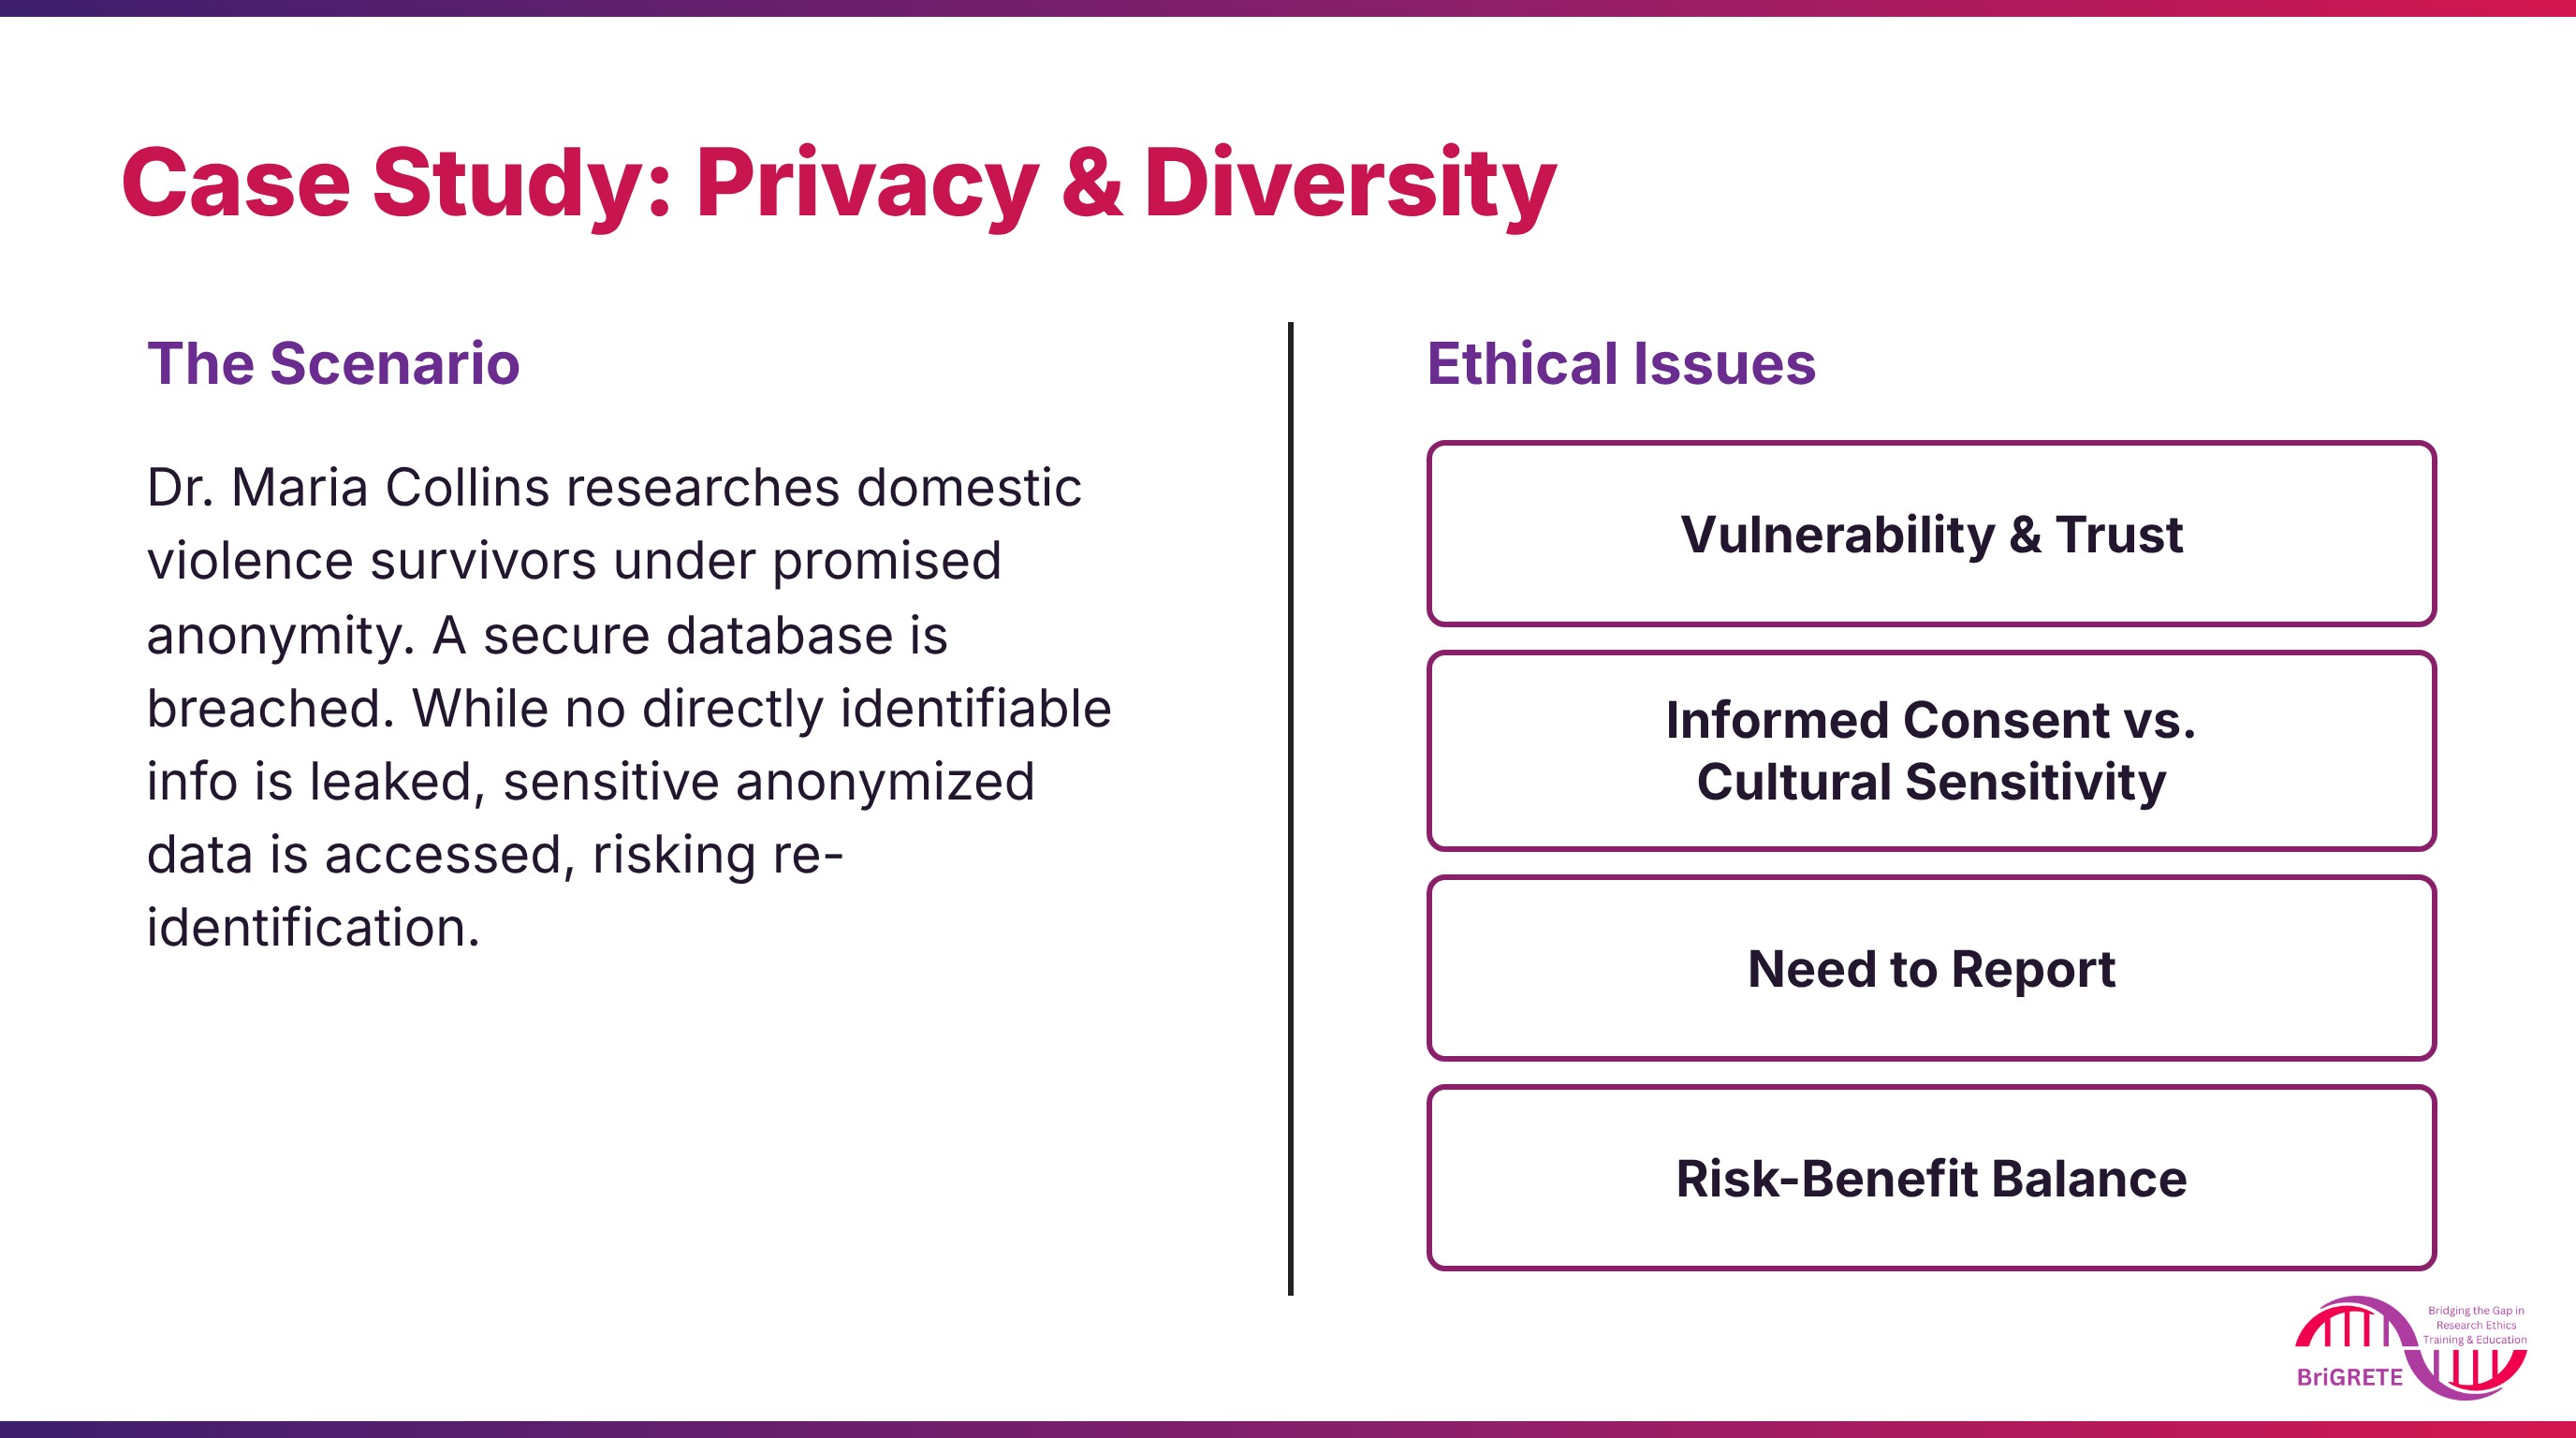 Case Study: Privacy & Diversity
The Scenario
Dr. Maria Collins researches domestic
violence survivors under promised
anonymity. A secure database is
breached. While no directly identifiable
info is leaked, sensitive anonymized
data is accessed, risking re-
identification.
Ethical Issues
Vulnerability & Trust
Informed Consent vs.
Cultural Sensitivity
Need to Report
Risk-Benefit Balance
Bridging the Gap in
Research Ethics
Training & Education
BriGRETE